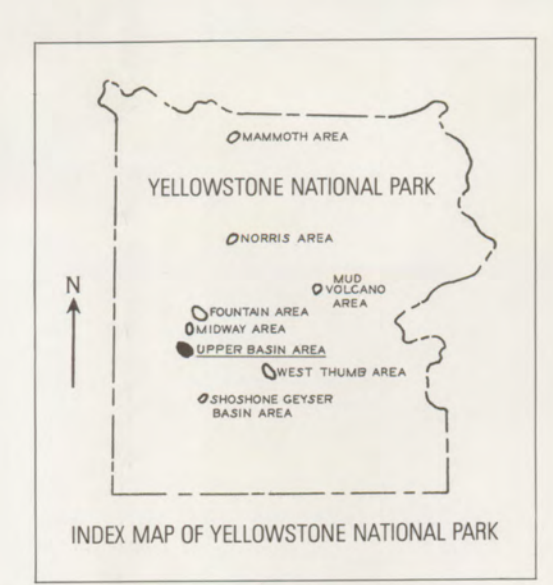 MAMMOTH AREA
YELLOWSTONE NATIONAL PARK
NORRIS AREA
MUD
VOLCANO
AREA
N
FOUNTAIN AREA
MIDWAY AREA
UPPER BASIN AREA
WEST THUMB AREA
SHOSHONE GEYSER
BASIN AREA
INDEX MAP OF YELLOWSTONE NATIONAL PARK